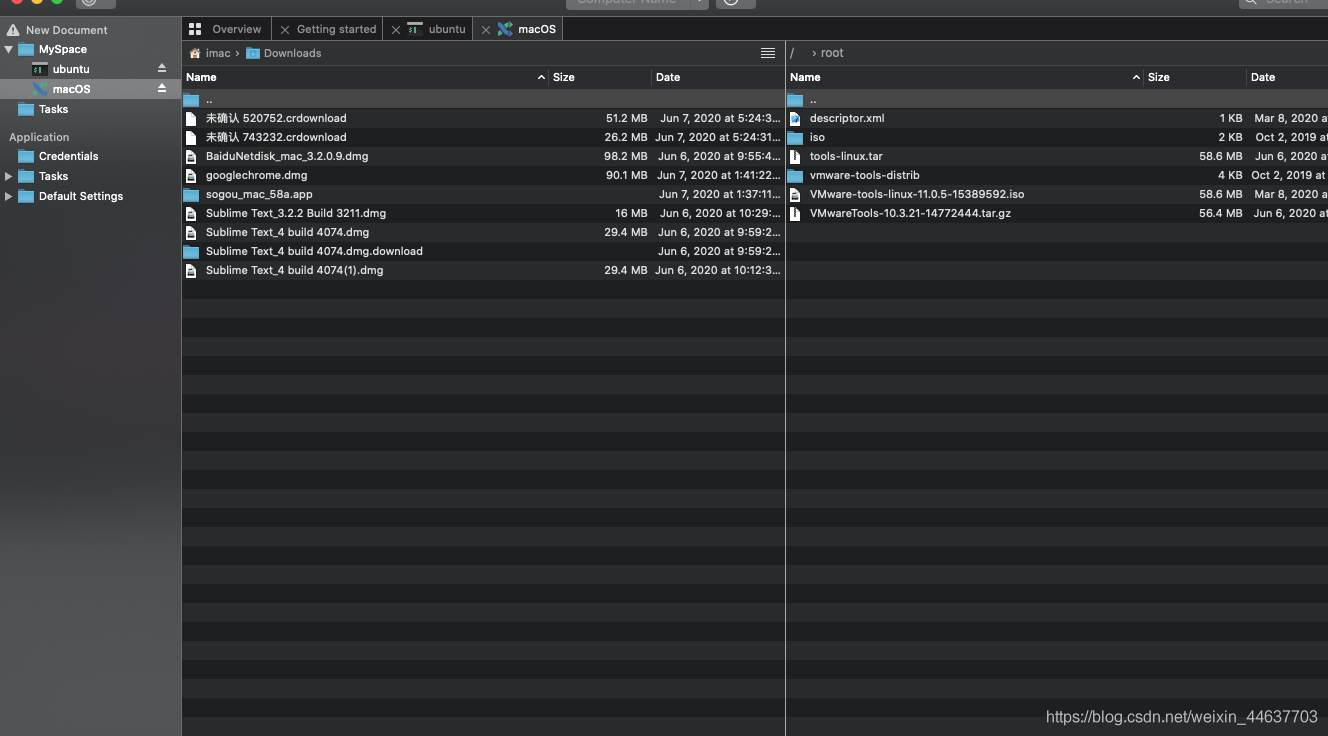 Computer Name
Search
New Document
MySpace
ubuntu
macOS
Tasks
Application
Credentials
Tasks
Default Settings
Overview
Getting started
ubuntu
macOS
imac › Downloads
Name Size Date
..
未确认 520752.crdownload 51.2 MB Jun 7, 2020 at 5:24:3...
未确认 743232.crdownload 26.2 MB Jun 7, 2020 at 5:24:31...
BaiduNetdisk_mac_3.2.0.9.dmg 98.2 MB Jun 6, 2020 at 9:55:4...
googlechrome.dmg 90.1 MB Jun 7, 2020 at 1:41:22...
sogou_mac_58a.app Jun 7, 2020 at 1:37:11...
Sublime Text_3.2.2 Build 3211.dmg 16 MB Jun 6, 2020 at 10:29:...
Sublime Text_4 build 4074.dmg 29.4 MB Jun 6, 2020 at 9:59:2...
Sublime Text_4 build 4074.dmg.download Jun 6, 2020 at 9:59:2...
Sublime Text_4 build 4074(1).dmg 29.4 MB Jun 6, 2020 at 10:12:3...
/ › root
Name Size Date
..
descriptor.xml 1 KB Mar 8, 2020 a
iso 2 KB Oct 2, 2019 at
tools-linux.tar 58.6 MB Jun 6, 2020 a
vmware-tools-distrib 4 KB Oct 2, 2019 at
VMware-tools-linux-11.0.5-15389592.iso 58.6 MB Mar 8, 2020 a
VMwareTools-10.3.21-14772444.tar.gz 56.4 MB Jun 6, 2020 a
https://blog.csdn.net/weixin_44637703